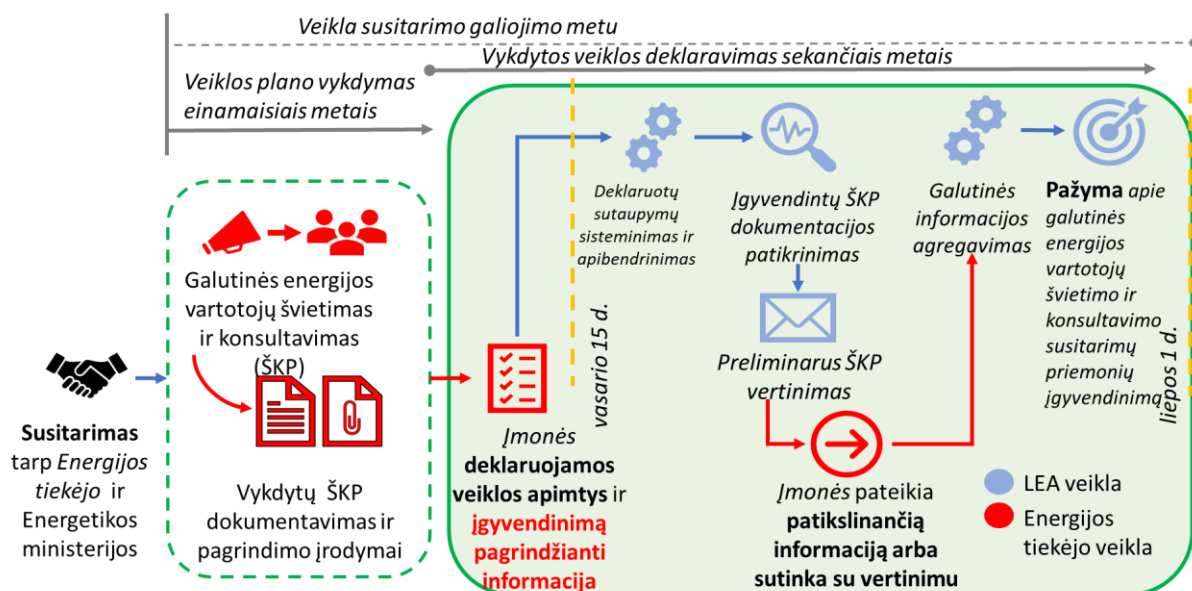 Veikla susitarimo galiojimo metu
Vykdytos veiklos deklaravimas sekančiais metais
Veiklos plano vykdymas
einamaisiais metais
Susitarimas
tarp Energijos
tiekėjo ir
Energetikos
ministerijos
Galutinės energijos
vartotojų švietimas
ir konsultavimas
(ŠKP)
Vykdytų ŠKP
dokumentavimas ir
pagrindimo įrodymai
Įmonės
deklaruojamos
veiklos apimtys ir
įgyvendinimą
pagrindžianti
informacija
vasario 15 d.
Deklaruotų
sutaupymų
sisteminimas ir
apibendrinimas
Įgyvendintų ŠKP
dokumentacijos
patikrinimas
Preliminarus ŠKP
vertinimas
Įmonės pateikia
patikslinančią
informaciją arba
sutinka su vertinimu
Galutinės
informacijos
agregavimas
Pažyma apie
galutinės
energijos
vartotojų
švietimo ir
konsultavimo
susitarimų
priemonių
įgyvendinimą
liepos 1 d.
LEA veikla
Energijos
tiekėjo veikla